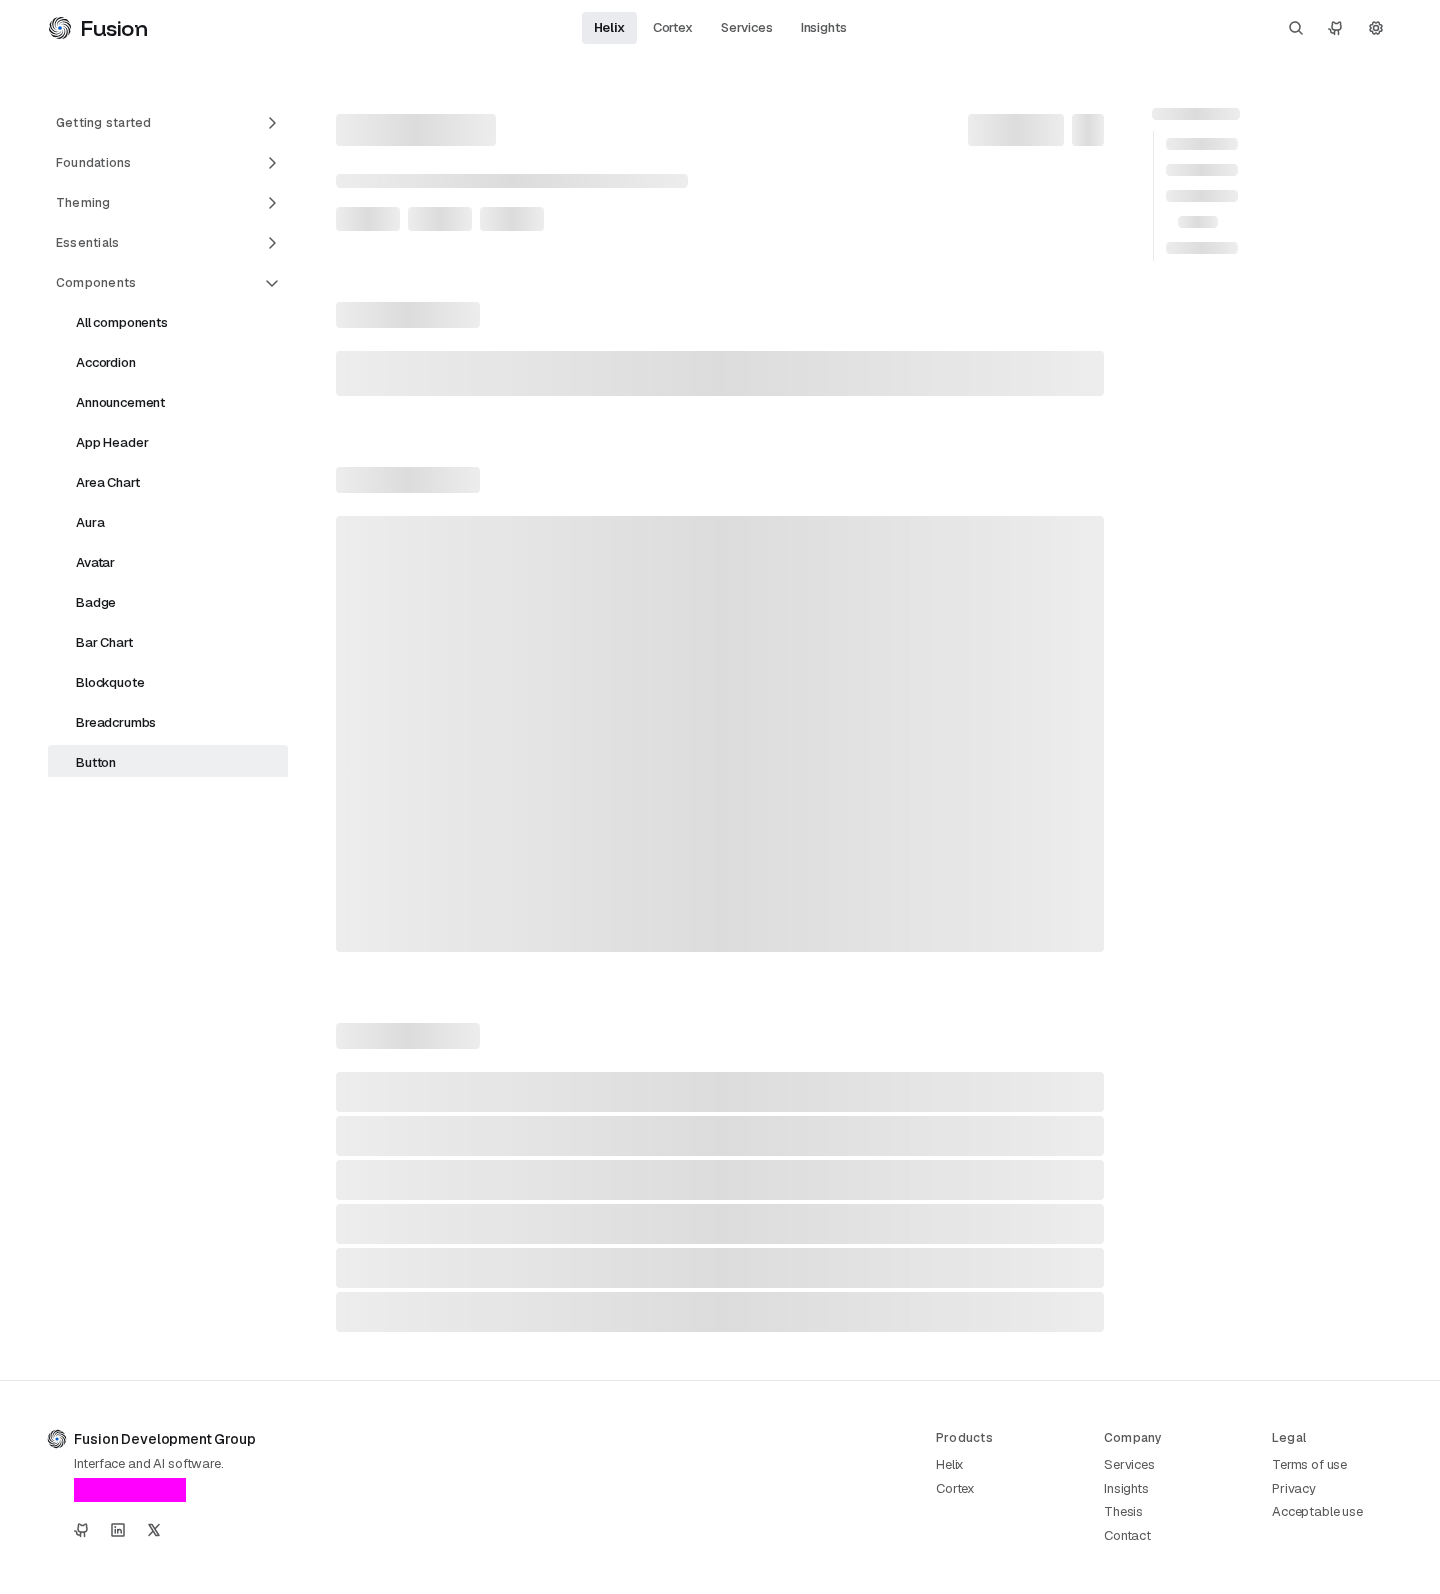 Fusion
Helix
Cortex
Services
Insights
Getting started
Foundations
Theming
Essentials
Components
All components
Accordion
Announcement
App Header
Area Chart
Aura
Avatar
Badge
Bar Chart
Blockquote
Breadcrumbs
Button
Fusion Development Group
Interface and AI software.
Products
Helix
Cortex
Company
Services
Insights
Thesis
Contact
Legal
Terms of use
Privacy
Acceptable use